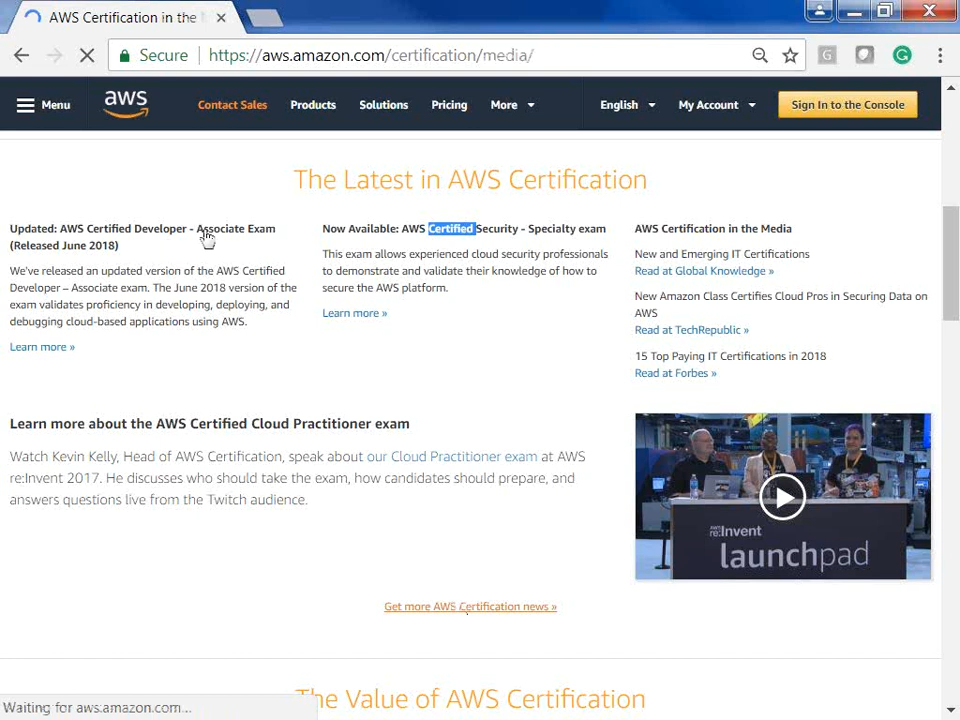 AWS Certification in the
Secure
https://aws.amazon.com/certification/media/
G
G
Menu
aws
Contact Sales
Products
Solutions
Pricing
More
English
My Account
Sign In to the Console
The Latest in AWS Certification
Updated: AWS Certified Developer - Associate Exam
(Released June 2018)
We've released an updated version of the AWS Certified
Developer – Associate exam. The June 2018 version of the
exam validates proficiency in developing, deploying, and
debugging cloud-based applications using AWS.
Learn more »
Now Available: AWS Certified Security - Specialty exam
This exam allows experienced cloud security professionals
to demonstrate and validate their knowledge of how to
secure the AWS platform.
Learn more »
AWS Certification in the Media
New and Emerging IT Certifications
Read at Global Knowledge »
New Amazon Class Certifies Cloud Pros in Securing Data on
AWS
Read at TechRepublic »
15 Top Paying IT Certifications in 2018
Read at Forbes »
Learn more about the AWS Certified Cloud Practitioner exam
Watch Kevin Kelly, Head of AWS Certification, speak about our Cloud Practitioner exam at AWS
re:Invent 2017. He discusses who should take the exam, how candidates should prepare, and
answers questions live from the Twitch audience.
AWS
re:Invent
launchpad
Get more AWS Certification news »
The Value of AWS Certification
Waiting for aws.amazon.com...